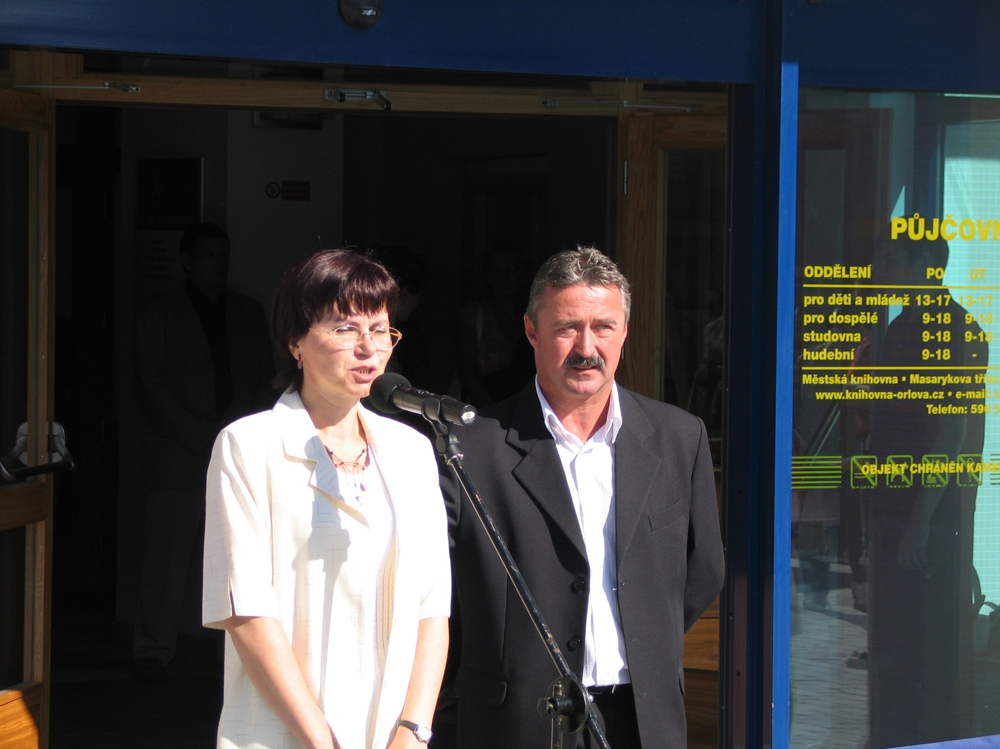 PŮJČOVN
ODDĚLENÍ PO ÚT
pro děti a mládež 13-17 13-17
pro dospělé 9-18 9-18
studovna 9-18 9-18
hudební 9-18 -
Městská knihovna • Masarykova třída
www.knihovna-orlova.cz • e-mail: k
Telefon: 596
OBJEKT CHRÁNĚN KAME
KNIHOVNA